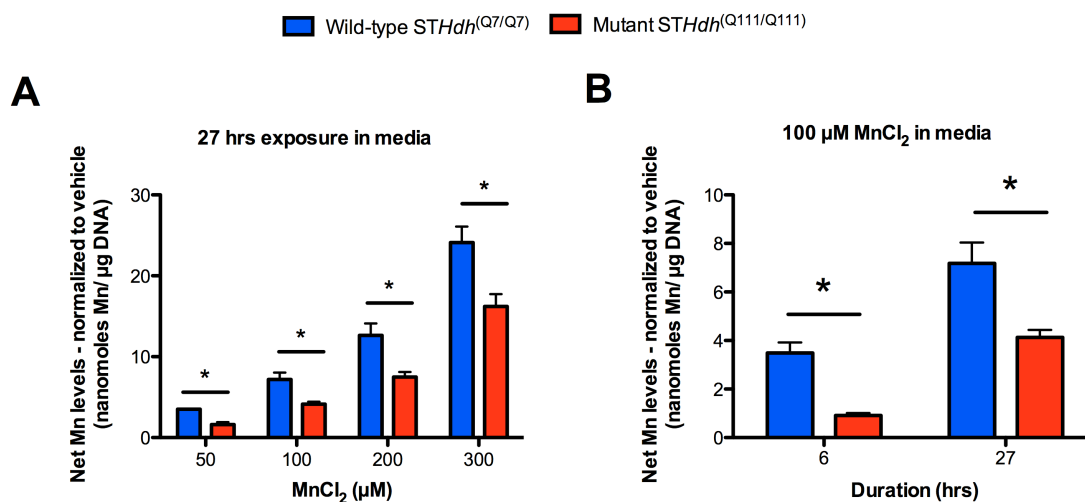 Wild-type STHdh(Q7/Q7) Mutant STHdh(Q111/Q111)
A
27 hrs exposure in media
Net Mn levels - normalized to vehicle
(nanomoles Mn/ µg DNA)
30
20
10
0
*
*
*
*
50 100 200 300
MnCl2 (µM)
B
100 µM MnCl2 in media
Net Mn levels - normalized to vehicle
(nanomoles Mn/ µg DNA)
10
8
6
4
2
0
*
*
6 27
Duration (hrs)